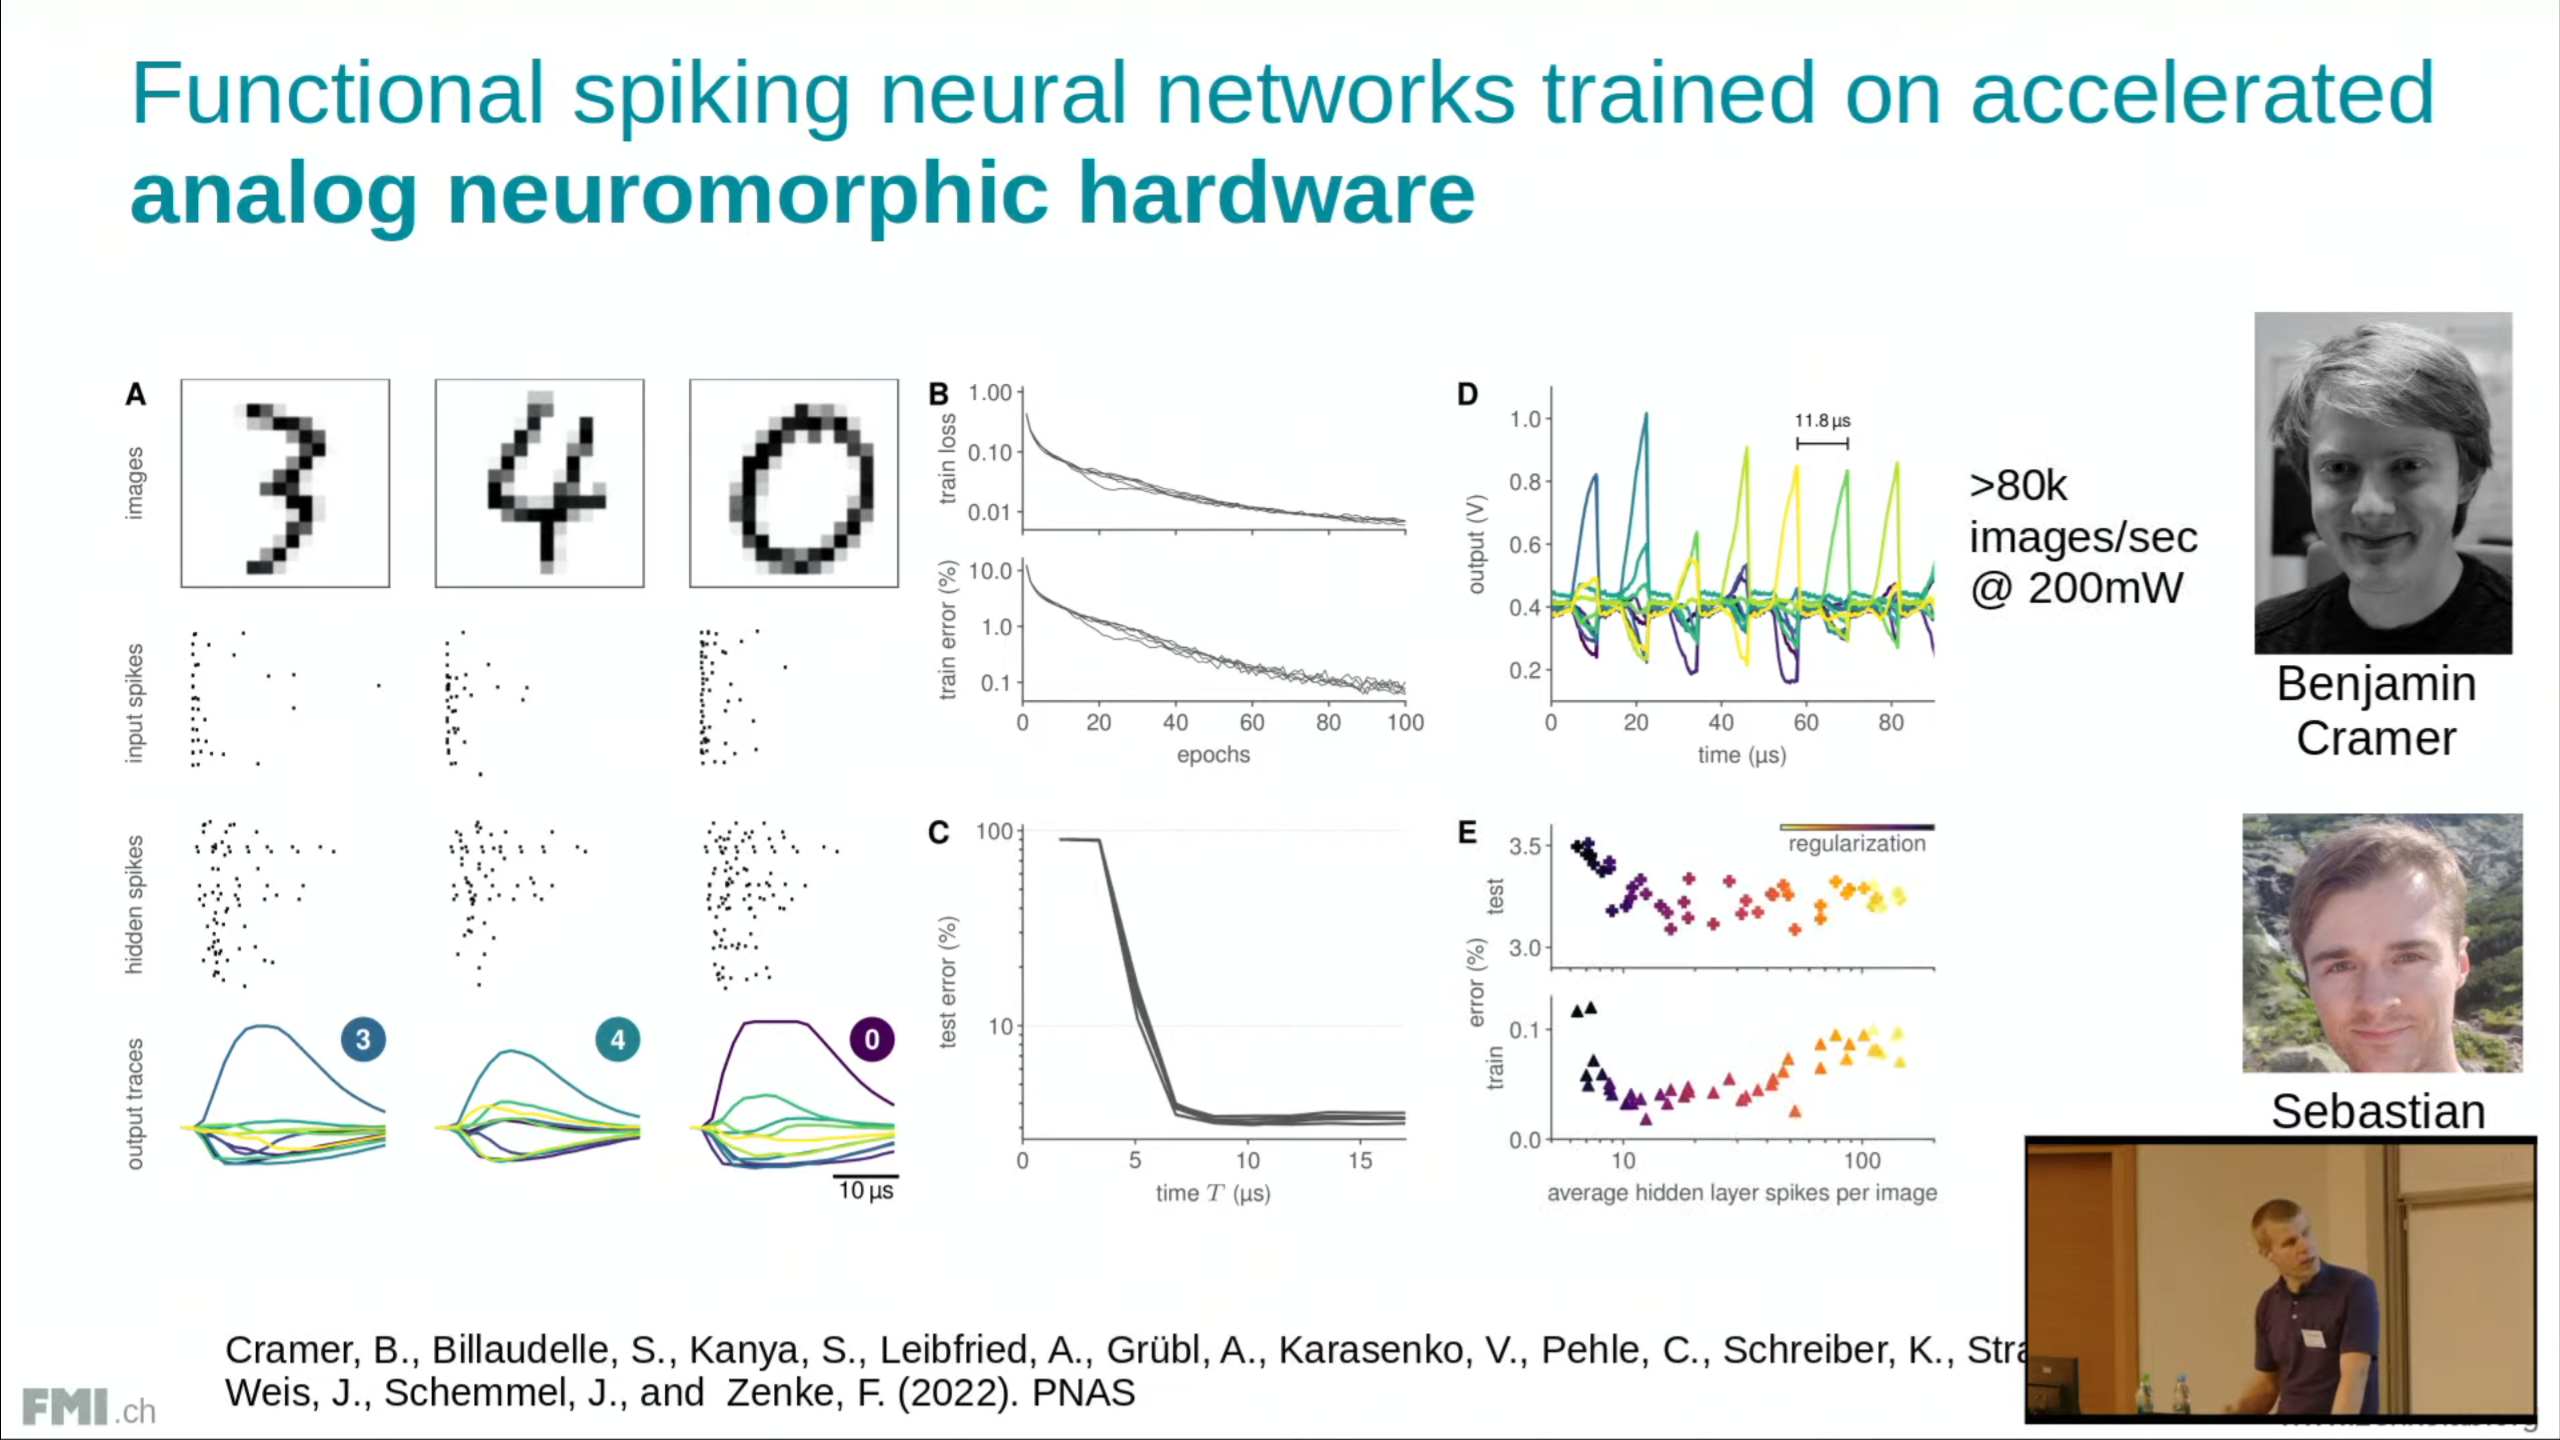 Functional spiking neural networks trained on accelerated
analog neuromorphic hardware
A
images
input spikes
hidden spikes
output traces
3
4
0
10 µs
B
train loss
1.00
0.10
0.01
train error (%)
10.0
1.0
0.1
0 20 40 60 80 100
epochs
C
test error (%)
100
10
0 5 10 15
time T (µs)
D
output (V)
1.0
0.8
0.6
0.4
0.2
11.8 µs
0 20 40 60 80
time (µs)
>80k
images/sec
@ 200mW
E
regularization
error (%)
test
3.5
3.0
train
0.1
0.0
10 100
average hidden layer spikes per image
Benjamin
Cramer
Sebastian
Cramer, B., Billaudelle, S., Kanya, S., Leibfried, A., Grübl, A., Karasenko, V., Pehle, C., Schreiber, K.,
Weis, J., Schemmel, J., and Zenke, F. (2022). PNAS
FMI.ch